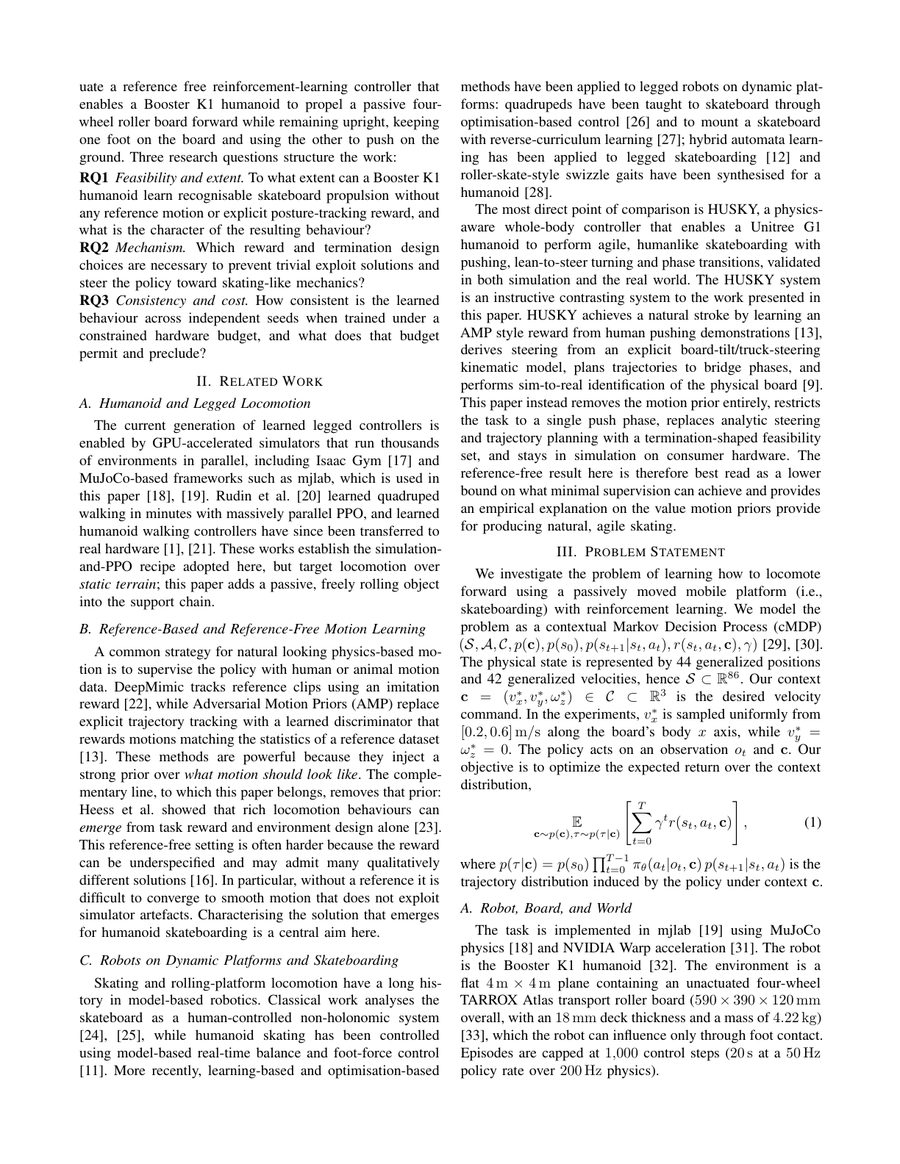 uate a reference free reinforcement-learning controller that
enables a Booster K1 humanoid to propel a passive four-
wheel roller board forward while remaining upright, keeping
one foot on the board and using the other to push on the
ground. Three research questions structure the work:
RQ1 Feasibility and extent. To what extent can a Booster K1
humanoid learn recognisable skateboard propulsion without
any reference motion or explicit posture-tracking reward, and
what is the character of the resulting behaviour?
RQ2 Mechanism. Which reward and termination design
choices are necessary to prevent trivial exploit solutions and
steer the policy toward skating-like mechanics?
RQ3 Consistency and cost. How consistent is the learned
behaviour across independent seeds when trained under a
constrained hardware budget, and what does that budget
permit and preclude?
II. RELATED WORK
A. Humanoid and Legged Locomotion
The current generation of learned legged controllers is
enabled by GPU-accelerated simulators that run thousands
of environments in parallel, including Isaac Gym [17] and
MuJoCo-based frameworks such as mjlab, which is used in
this paper [18], [19]. Rudin et al. [20] learned quadruped
walking in minutes with massively parallel PPO, and learned
humanoid walking controllers have since been transferred to
real hardware [1], [21]. These works establish the simulation-
and-PPO recipe adopted here, but target locomotion over
static terrain; this paper adds a passive, freely rolling object
into the support chain.
B. Reference-Based and Reference-Free Motion Learning
A common strategy for natural looking physics-based mo-
tion is to supervise the policy with human or animal motion
data. DeepMimic tracks reference clips using an imitation
reward [22], while Adversarial Motion Priors (AMP) replace
explicit trajectory tracking with a learned discriminator that
rewards motions matching the statistics of a reference dataset
[13]. These methods are powerful because they inject a
strong prior over what motion should look like. The comple-
mentary line, to which this paper belongs, removes that prior:
Heess et al. showed that rich locomotion behaviours can
emerge from task reward and environment design alone [23].
This reference-free setting is often harder because the reward
can be underspecified and may admit many qualitatively
different solutions [16]. In particular, without a reference it is
difficult to converge to smooth motion that does not exploit
simulator artefacts. Characterising the solution that emerges
for humanoid skateboarding is a central aim here.
C. Robots on Dynamic Platforms and Skateboarding
Skating and rolling-platform locomotion have a long his-
tory in model-based robotics. Classical work analyses the
skateboard as a human-controlled non-holonomic system
[24], [25], while humanoid skating has been controlled
using model-based real-time balance and foot-force control
[11]. More recently, learning-based and optimisation-based
methods have been applied to legged robots on dynamic plat-
forms: quadrupeds have been taught to skateboard through
optimisation-based control [26] and to mount a skateboard
with reverse-curriculum learning [27]; hybrid automata learn-
ing has been applied to legged skateboarding [12] and
roller-skate-style swizzle gaits have been synthesised for a
humanoid [28].
The most direct point of comparison is HUSKY, a physics-
aware whole-body controller that enables a Unitree G1
humanoid to perform agile, humanlike skateboarding with
pushing, lean-to-steer turning and phase transitions, validated
in both simulation and the real world. The HUSKY system
is an instructive contrasting system to the work presented in
this paper. HUSKY achieves a natural stroke by learning an
AMP style reward from human pushing demonstrations [13],
derives steering from an explicit board-tilt/truck-steering
kinematic model, plans trajectories to bridge phases, and
performs sim-to-real identification of the physical board [9].
This paper instead removes the motion prior entirely, restricts
the task to a single push phase, replaces analytic steering
and trajectory planning with a termination-shaped feasibility
set, and stays in simulation on consumer hardware. The
reference-free result here is therefore best read as a lower
bound on what minimal supervision can achieve and provides
an empirical explanation on the value motion priors provide
for producing natural, agile skating.
III. PROBLEM STATEMENT
We investigate the problem of learning how to locomote
forward using a passively moved mobile platform (i.e.,
skateboarding) with reinforcement learning. We model the
problem as a contextual Markov Decision Process (cMDP)
(S, A, C, p(c), p(s₀), p(sₜ₊₁|sₜ, aₜ), r(sₜ, aₜ, c), γ) [29], [30].
The physical state is represented by 44 generalized positions
and 42 generalized velocities, hence S ⊂ ℝ⁸⁶. Our context
c = (v*ₓ, v*_y, ω*_z) ∈ C ⊂ ℝ³ is the desired velocity
command. In the experiments, v*ₓ is sampled uniformly from
[0.2, 0.6] m/s along the board's body x axis, while v*_y =
ω*_z = 0. The policy acts on an observation oₜ and c. Our
objective is to optimize the expected return over the context
distribution,
𝔼_{c∼p(c),τ∼p(τ|c)} [∑_{t=0}^{T} γᵗ r(sₜ, aₜ, c)], (1)
where p(τ|c) = p(s₀) ∏_{t=0}^{T−1} π_θ(aₜ|oₜ, c) p(sₜ₊₁|sₜ, aₜ) is the
trajectory distribution induced by the policy under context c.
A. Robot, Board, and World
The task is implemented in mjlab [19] using MuJoCo
physics [18] and NVIDIA Warp acceleration [31]. The robot
is the Booster K1 humanoid [32]. The environment is a
flat 4 m × 4 m plane containing an unactuated four-wheel
TARROX Atlas transport roller board (590 × 390 × 120 mm
overall, with an 18 mm deck thickness and a mass of 4.22 kg)
[33], which the robot can influence only through foot contact.
Episodes are capped at 1,000 control steps (20 s at a 50 Hz
policy rate over 200 Hz physics).